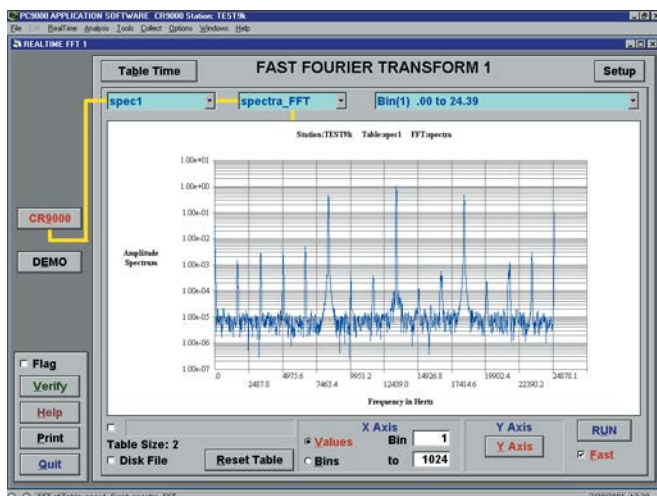 PC9000 APPLICATION SOFTWARE CR9000 Station: TEST9k
File Edit RealTime Analysis Tools Collect Options Windows Help
REALTIME FFT 1
Table Time
FAST FOURIER TRANSFORM 1
Setup
spec1
spectra_FFT
Bin(1) .00 to 24.39
Station:TEST9k Table:spec1 FFT:spectra
CR9000
DEMO
Amplitude
Spectrum
1.00e+01
1.00e+00
1.00e-01
1.00e-02
1.00e-03
1.00e-04
1.00e-05
1.00e-06
1.00e-07
.0
2487.8
4975.6
7463.4
9951.2
12439.0
14926.8
17414.6
19902.4
22390.2
24878.1
Frequency in Hertz
Flag
Verify
Help
Print
Quit
Table Size: 2
Disk File
Reset Table
X Axis
Values
Bins
Bin 1
to 1024
Y Axis
Y Axis
RUN
Fast